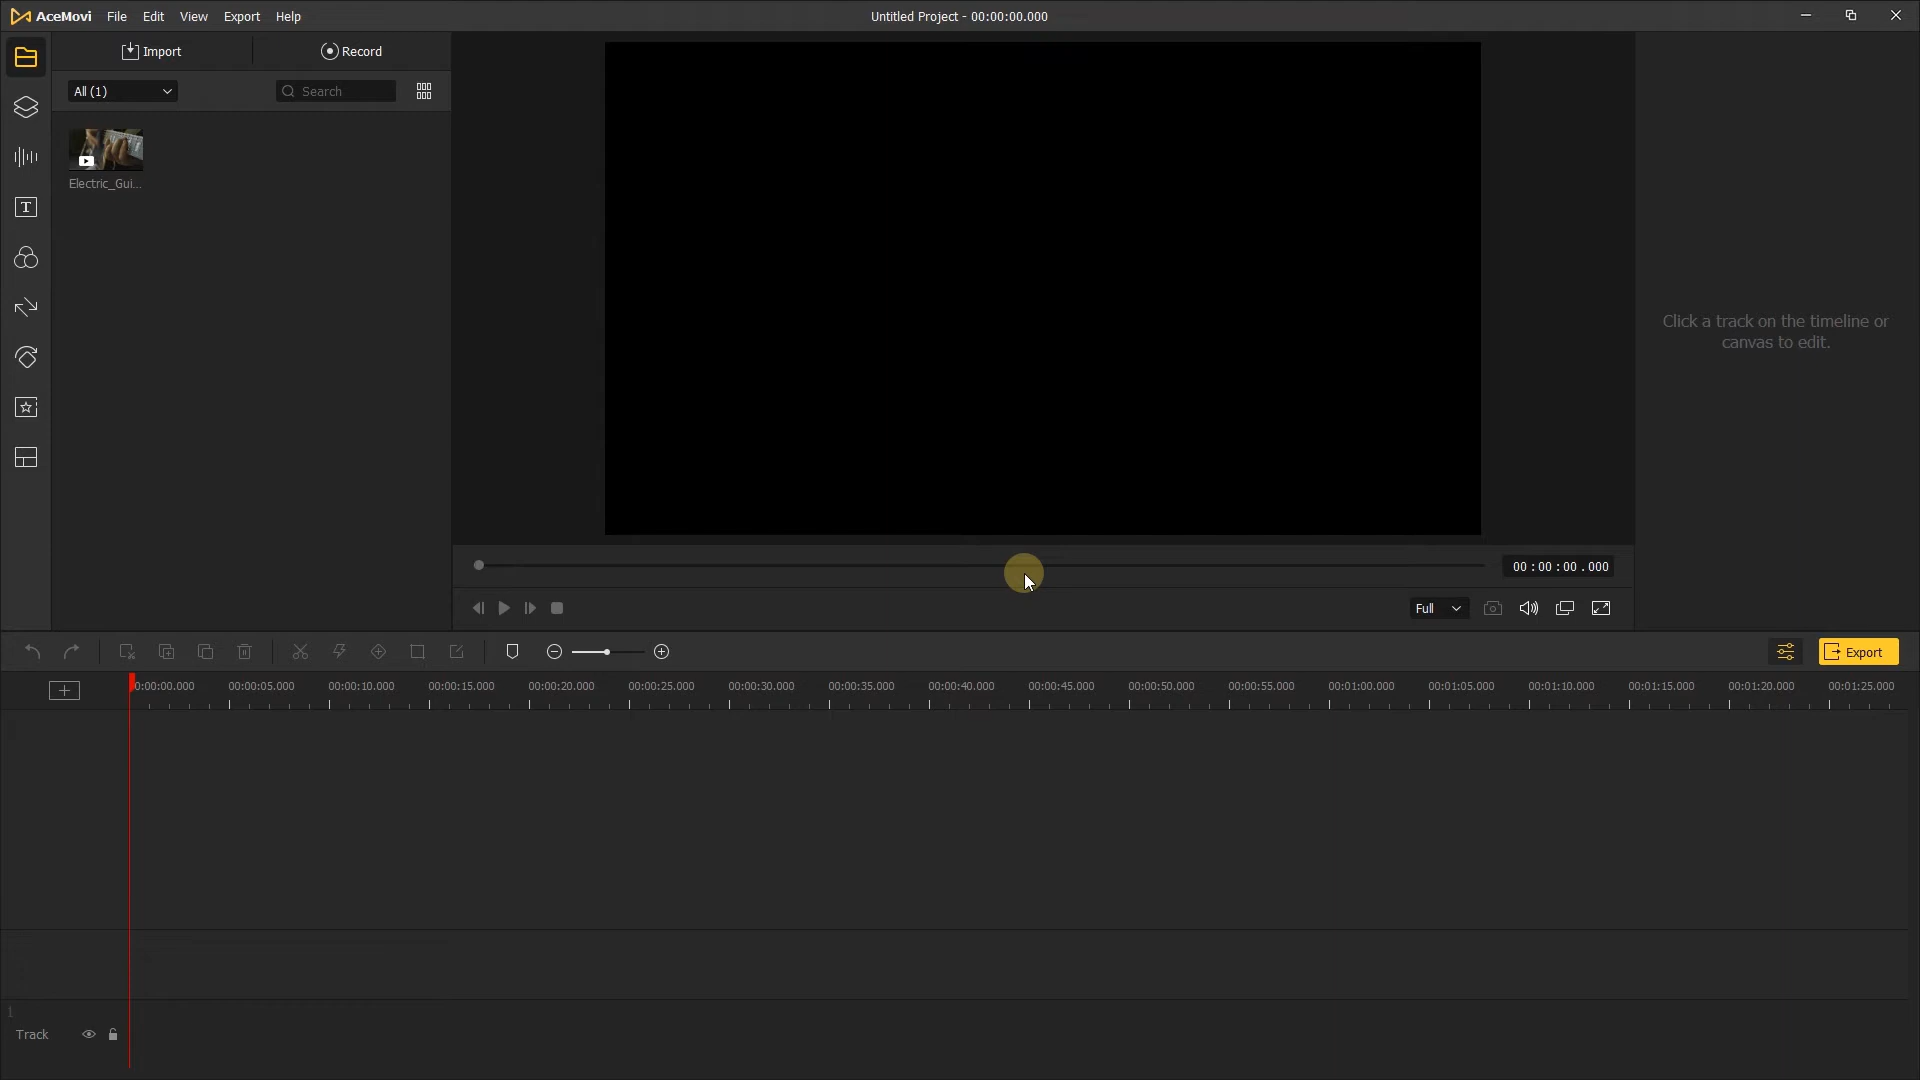 AceMovi File Edit View Export Help
Untitled Project - 00:00:00.000
Import
Record
All (1)
Search
Electric_Gui...
Click a track on the timeline or
canvas to edit.
00 : 00 : 00 .000
Full
Export
0:00:00.000 00:00:05.000 00:00:10.000 00:00:15.000 00:00:20.000 00:00:25.000 00:00:30.000 00:00:35.000 00:00:40.000 00:00:45.000 00:00:50.000 00:00:55.000 00:01:00.000 00:01:05.000 00:01:10.000 00:01:15.000 00:01:20.000 00:01:25.000
1
Track